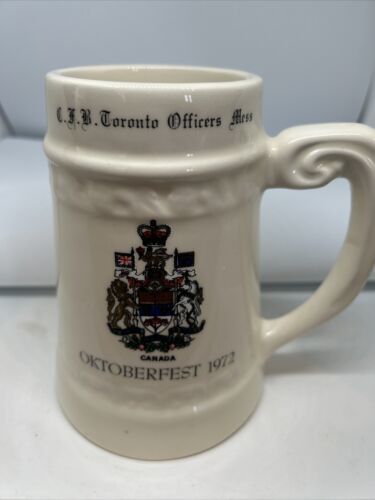 C.F.B. Toronto Officers Mess
CANADA
OKTOBERFEST 1972